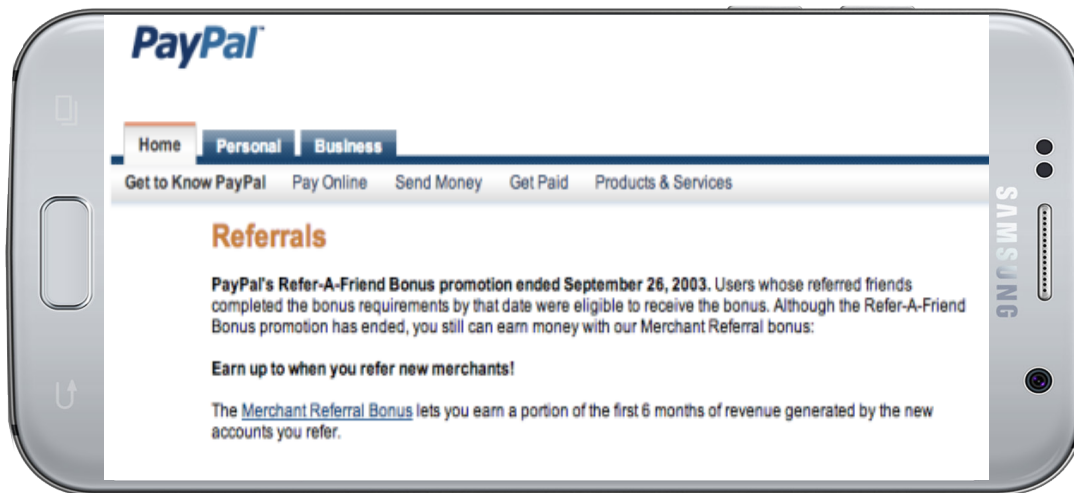 PayPal™
Home Personal Business
Get to Know PayPal Pay Online Send Money Get Paid Products & Services
Referrals
PayPal's Refer-A-Friend Bonus promotion ended September 26, 2003. Users whose referred friends
completed the bonus requirements by that date were eligible to receive the bonus. Although the Refer-A-Friend
Bonus promotion has ended, you still can earn money with our Merchant Referral bonus:
Earn up to when you refer new merchants!
The Merchant Referral Bonus lets you earn a portion of the first 6 months of revenue generated by the new
accounts you refer.
SAMSUNG